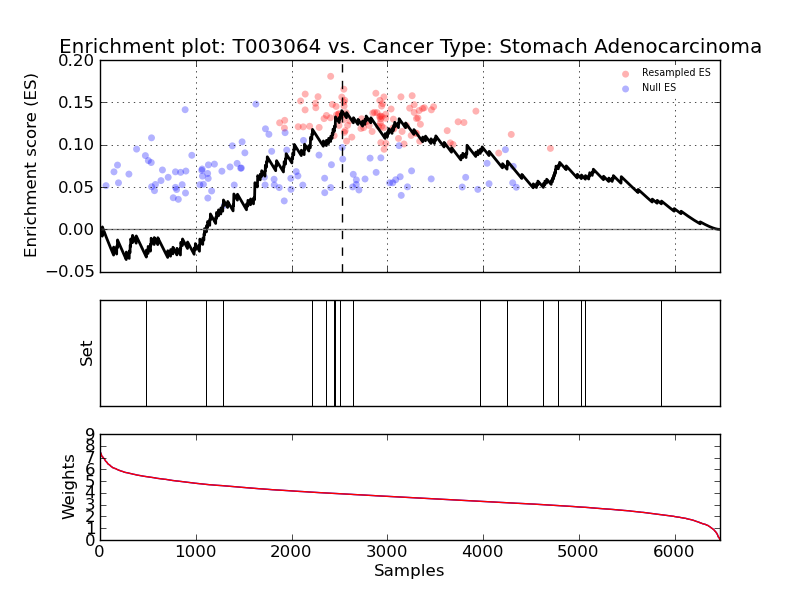 Enrichment plot: T003064 vs. Cancer Type: Stomach Adenocarcinoma
0.20
0.15
0.10
0.05
0.00
−0.05
Enrichment score (ES)
Resampled ES
Null ES
Set
9
8
7
6
5
4
3
2
1
0
Weights
0 1000 2000 3000 4000 5000 6000
Samples